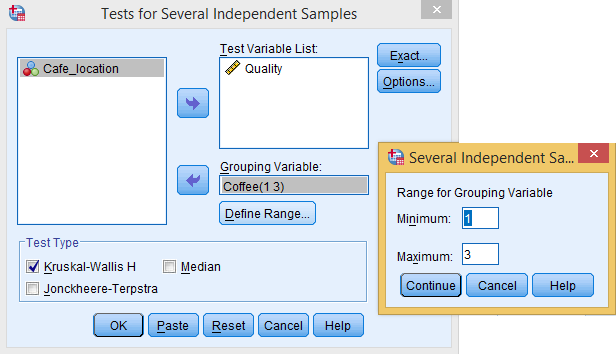 Tests for Several Independent Samples
Cafe_location
Test Variable List:
Quality
Exact...
Options...
Grouping Variable:
Coffee(1 3)
Define Range...
Test Type
Kruskal-Wallis H
Median
Jonckheere-Terpstra
OK
Paste
Reset
Cancel
Help
Several Independent Sa...
Range for Grouping Variable
Minimum: 1
Maximum: 3
Continue
Cancel
Help